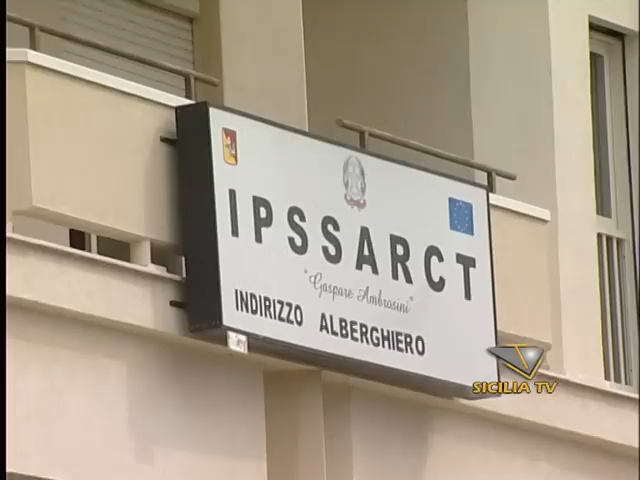 IPSSARCT
"Gaspare Ambrosini"
INDIRIZZO ALBERGHIERO
SICILIA TV